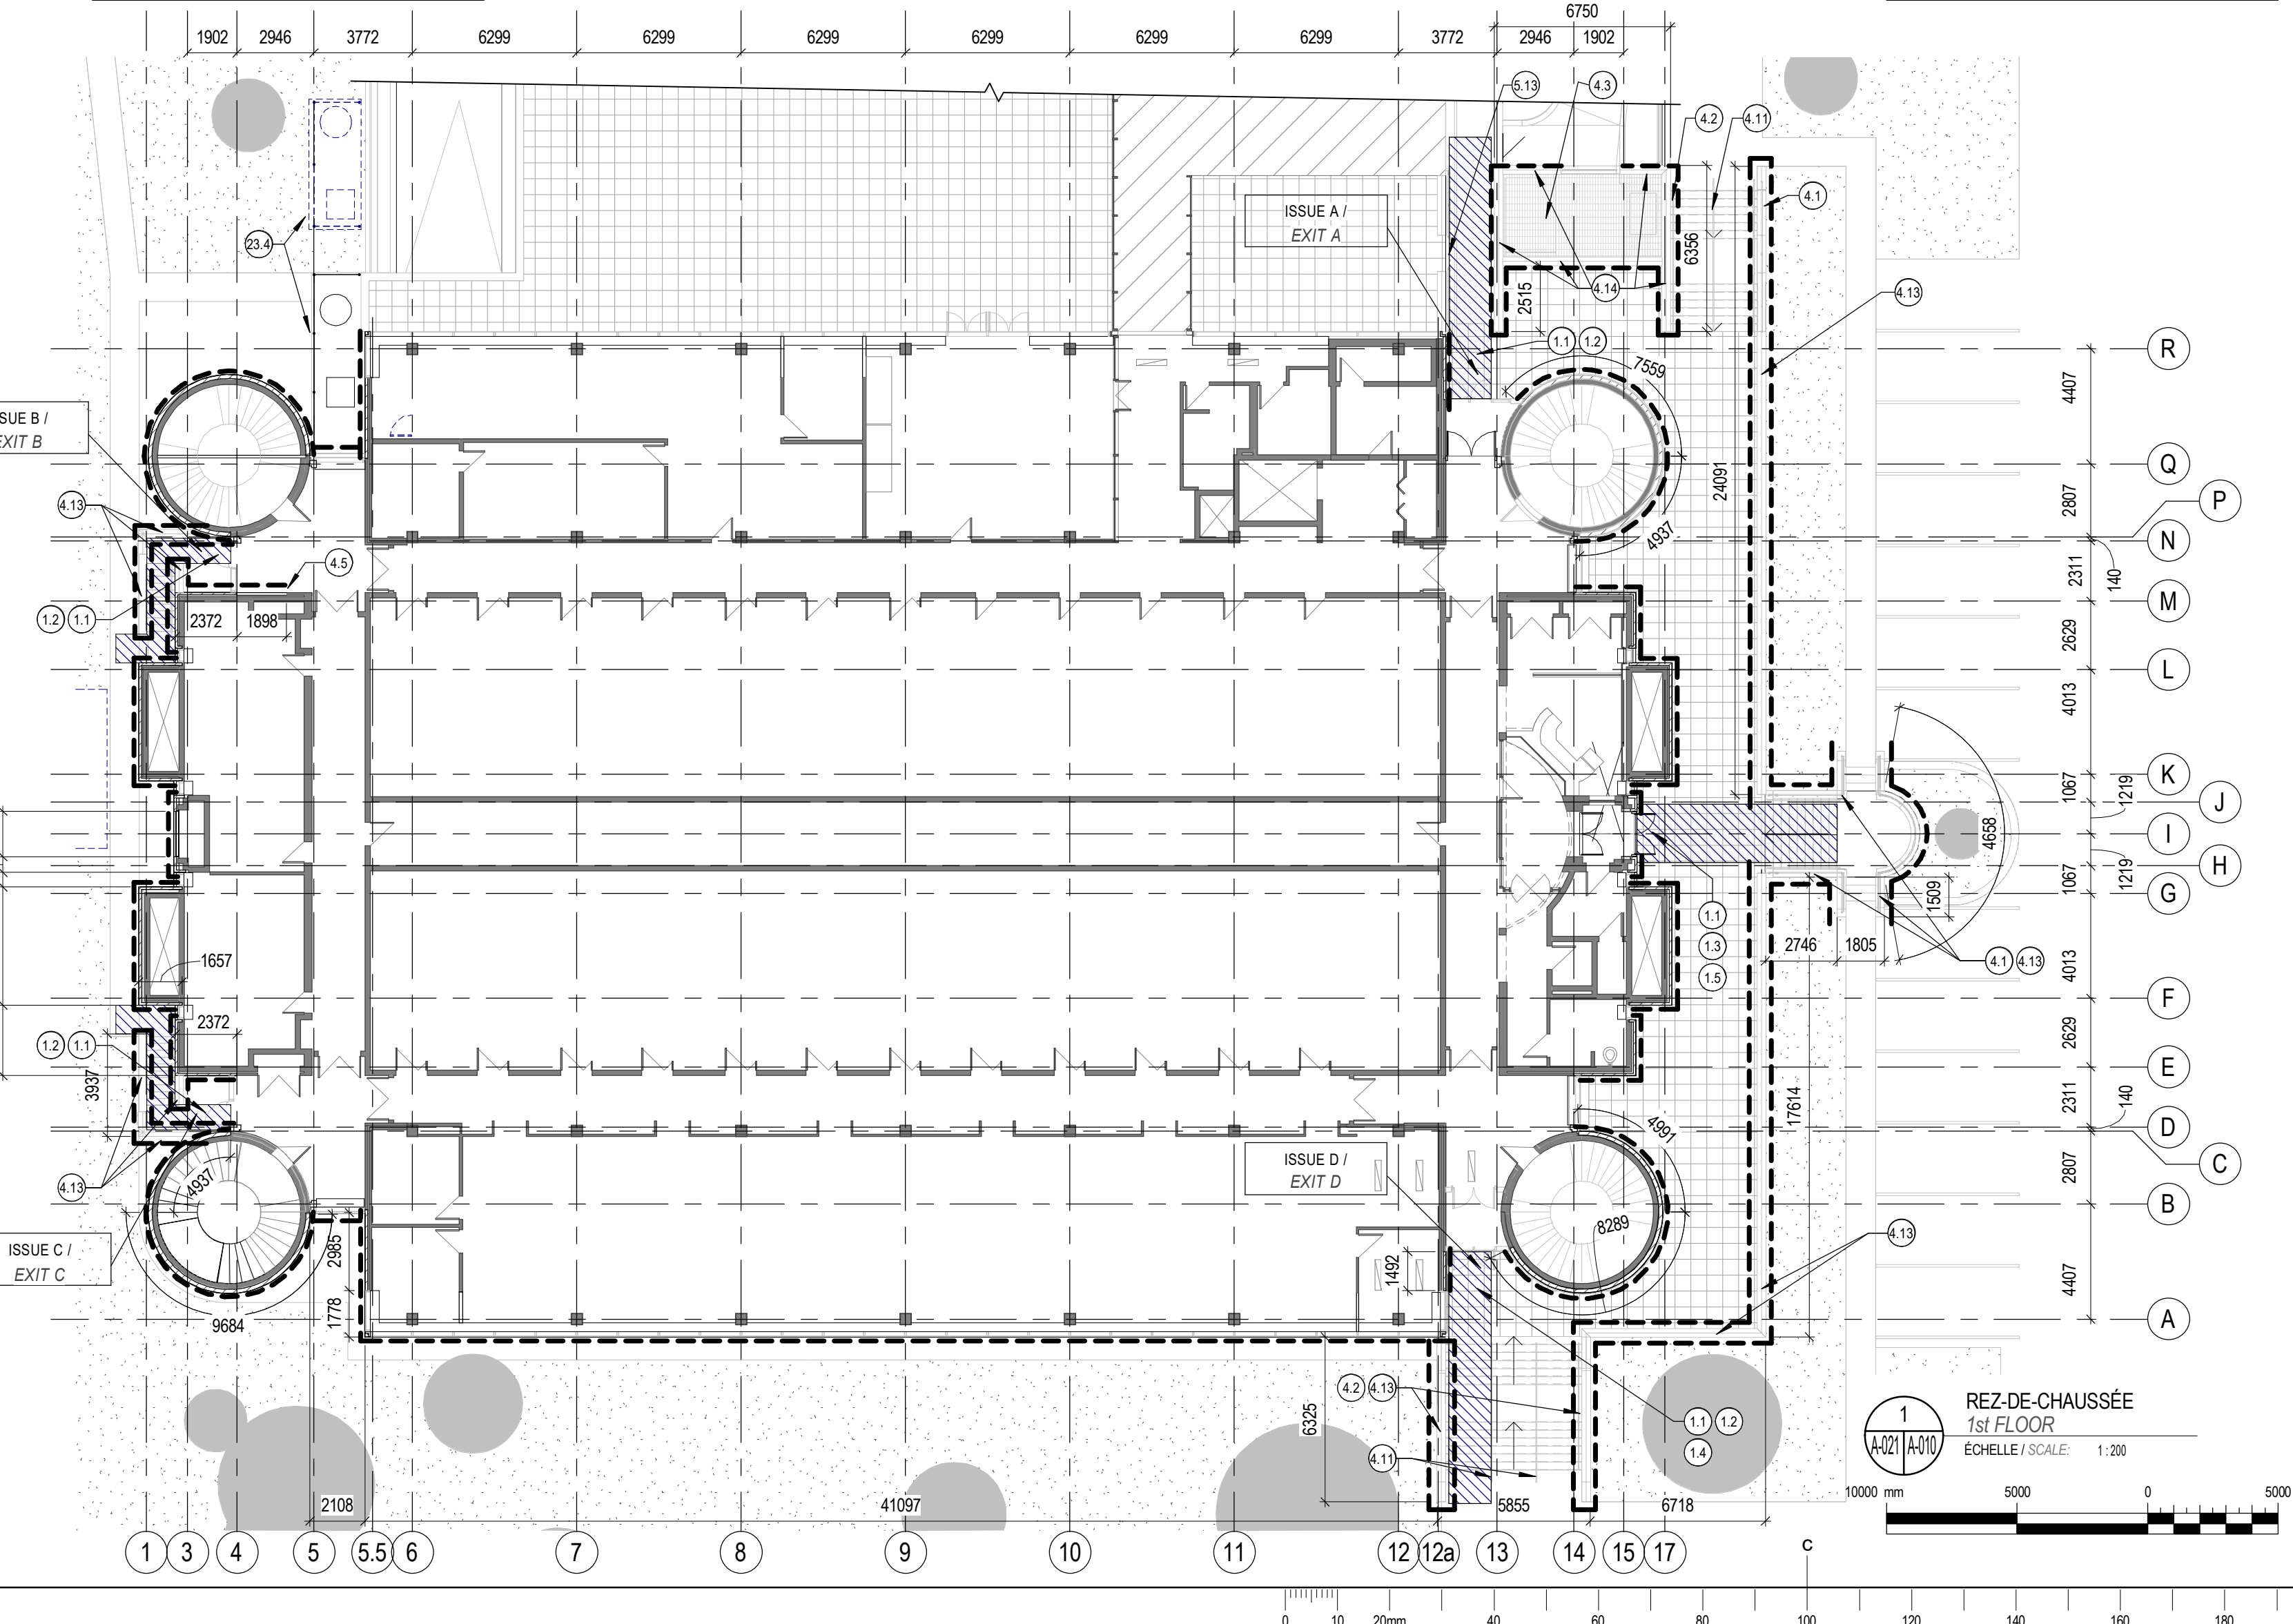 6750
1902 2946 3772 6299 6299 6299 6299 6299 6299 3772 2946 1902
5.13 4.3
4.2 4.11
4.1
ISSUE A /
EXIT A
23.4
6356
2515 4.14
4.13
1.1 1.2
7559
R
4407
SUE B /
EXIT B
Q
24091
2807
P
4.13
4937
N
4.5
2311
140
1.2 1.1
2372 1898
M
2629
L
4013
K
1067
1219
J
I
4658
H
1219
1067
G
1509
1.1
1.3
1.5
2746 1805
4.1 4.13
1657
4013
F
2372
1.2 1.1
2629
3937
E
2311
140
17614
4991
D
ISSUE D /
EXIT D
C
4.13
4937
2807
B
8289
4.13
ISSUE C /
EXIT C
2985
1492
4407
1778
9684
A
4.2 4.13
6325
1.1 1.2
1.4
4.11
1
A-021 A-010
REZ-DE-CHAUSSÉE
1st FLOOR
ÉCHELLE / SCALE: 1 : 200
10000 mm 5000 0 5000
2108 41097 5855 6718
1 3 4 5 5.5 6 7 8 9 10 11 12 12a 13 14 15 17
C
0 10 20mm 40 60 80 100 120 140 160 180